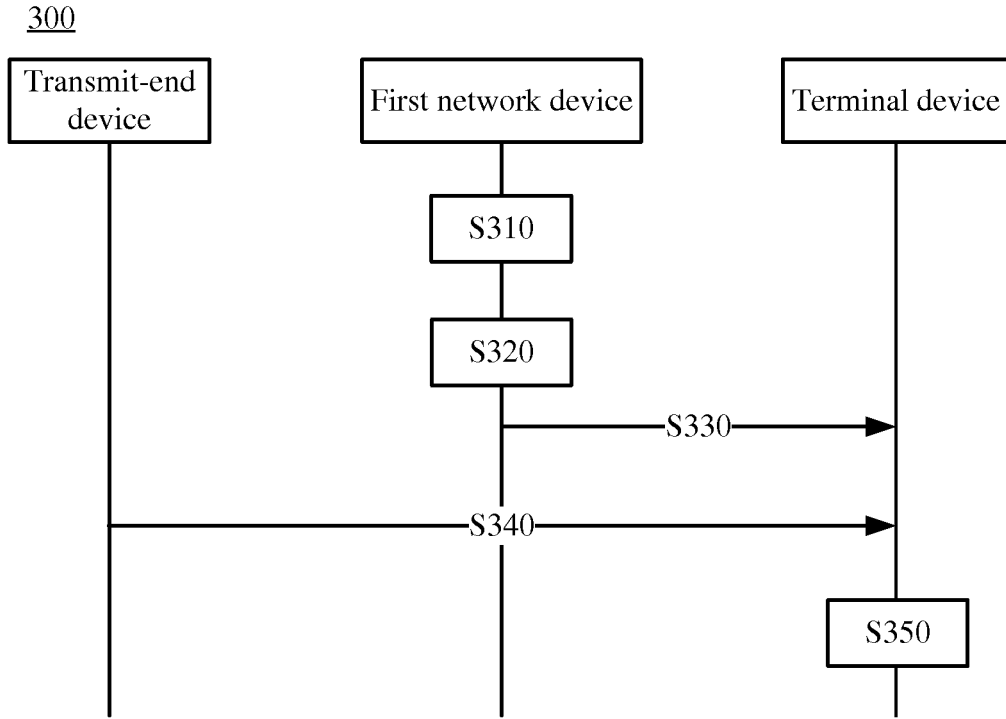 300
Transmit-end
device
First network device
Terminal device
S310
S320
S330
S340
S350